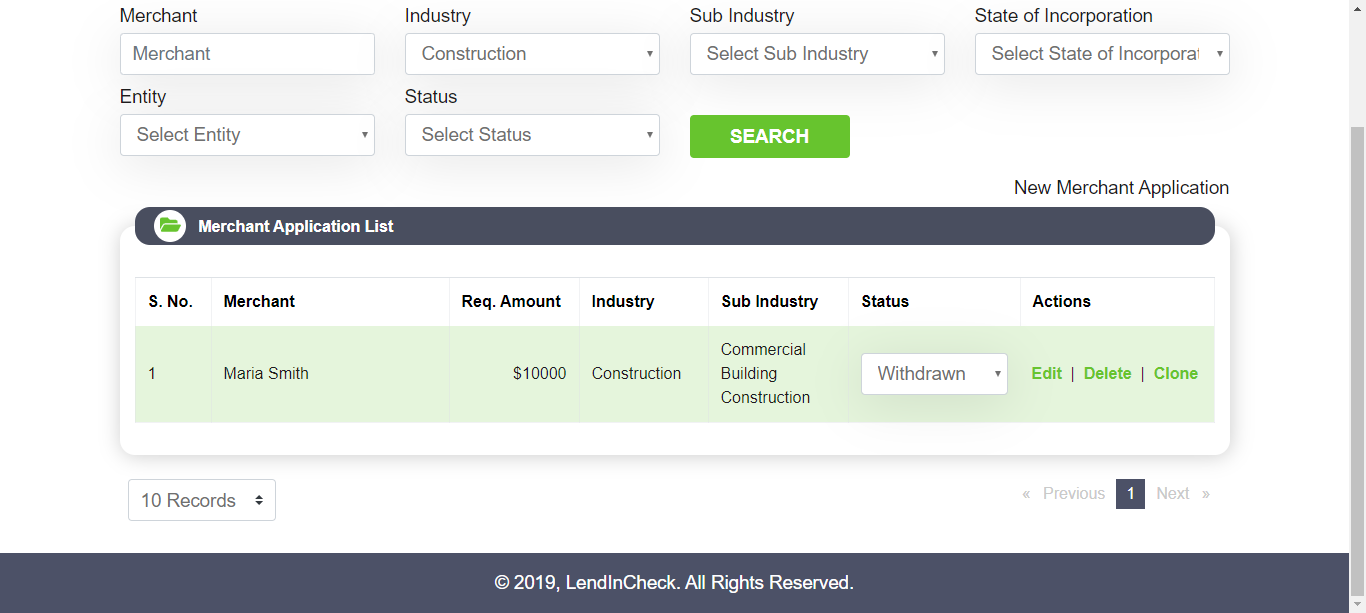 Merchant Industry Sub Industry State of Incorporation
Merchant Construction Select Sub Industry Select State of Incorporat
Entity Status
Select Entity Select Status SEARCH
New Merchant Application
Merchant Application List
S. No. Merchant Req. Amount Industry Sub Industry Status Actions
1 Maria Smith $10000 Construction Commercial Building Construction Withdrawn Edit | Delete | Clone
10 Records « Previous 1 Next »
© 2019, LendInCheck. All Rights Reserved.